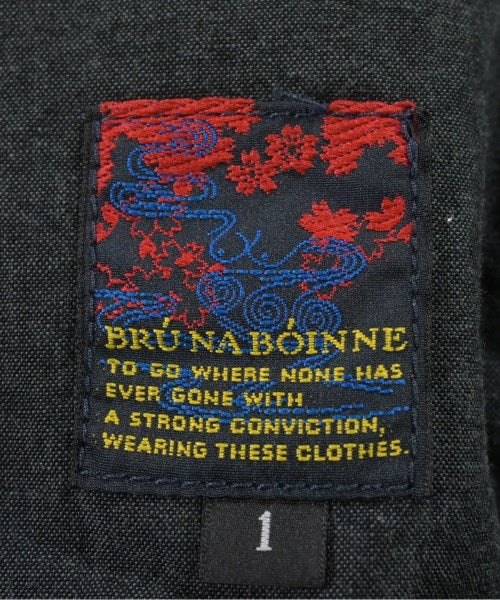 BRÚ NA BÓINNE
TO GO WHERE NONE HAS
EVER GONE WITH
A STRONG CONVICTION,
WEARING THESE CLOTHES.
1